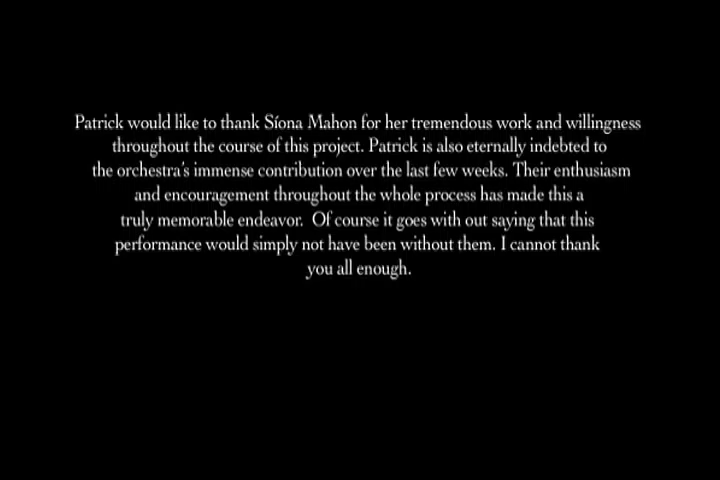 Patrick would like to thank Síona Mahon for her tremendous work and willingness
throughout the course of this project. Patrick is also eternally indebted to
the orchestra's immense contribution over the last few weeks. Their enthusiasm
and encouragement throughout the whole process has made this a
truly memorable endeavor. Of course it goes with out saying that this
performance would simply not have been without them. I cannot thank
you all enough.